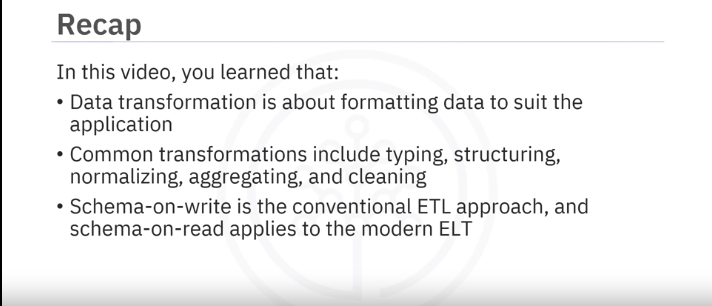 Recap
In this video, you learned that:
• Data transformation is about formatting data to suit the
application
• Common transformations include typing, structuring,
normalizing, aggregating, and cleaning
• Schema-on-write is the conventional ETL approach, and
schema-on-read applies to the modern ELT